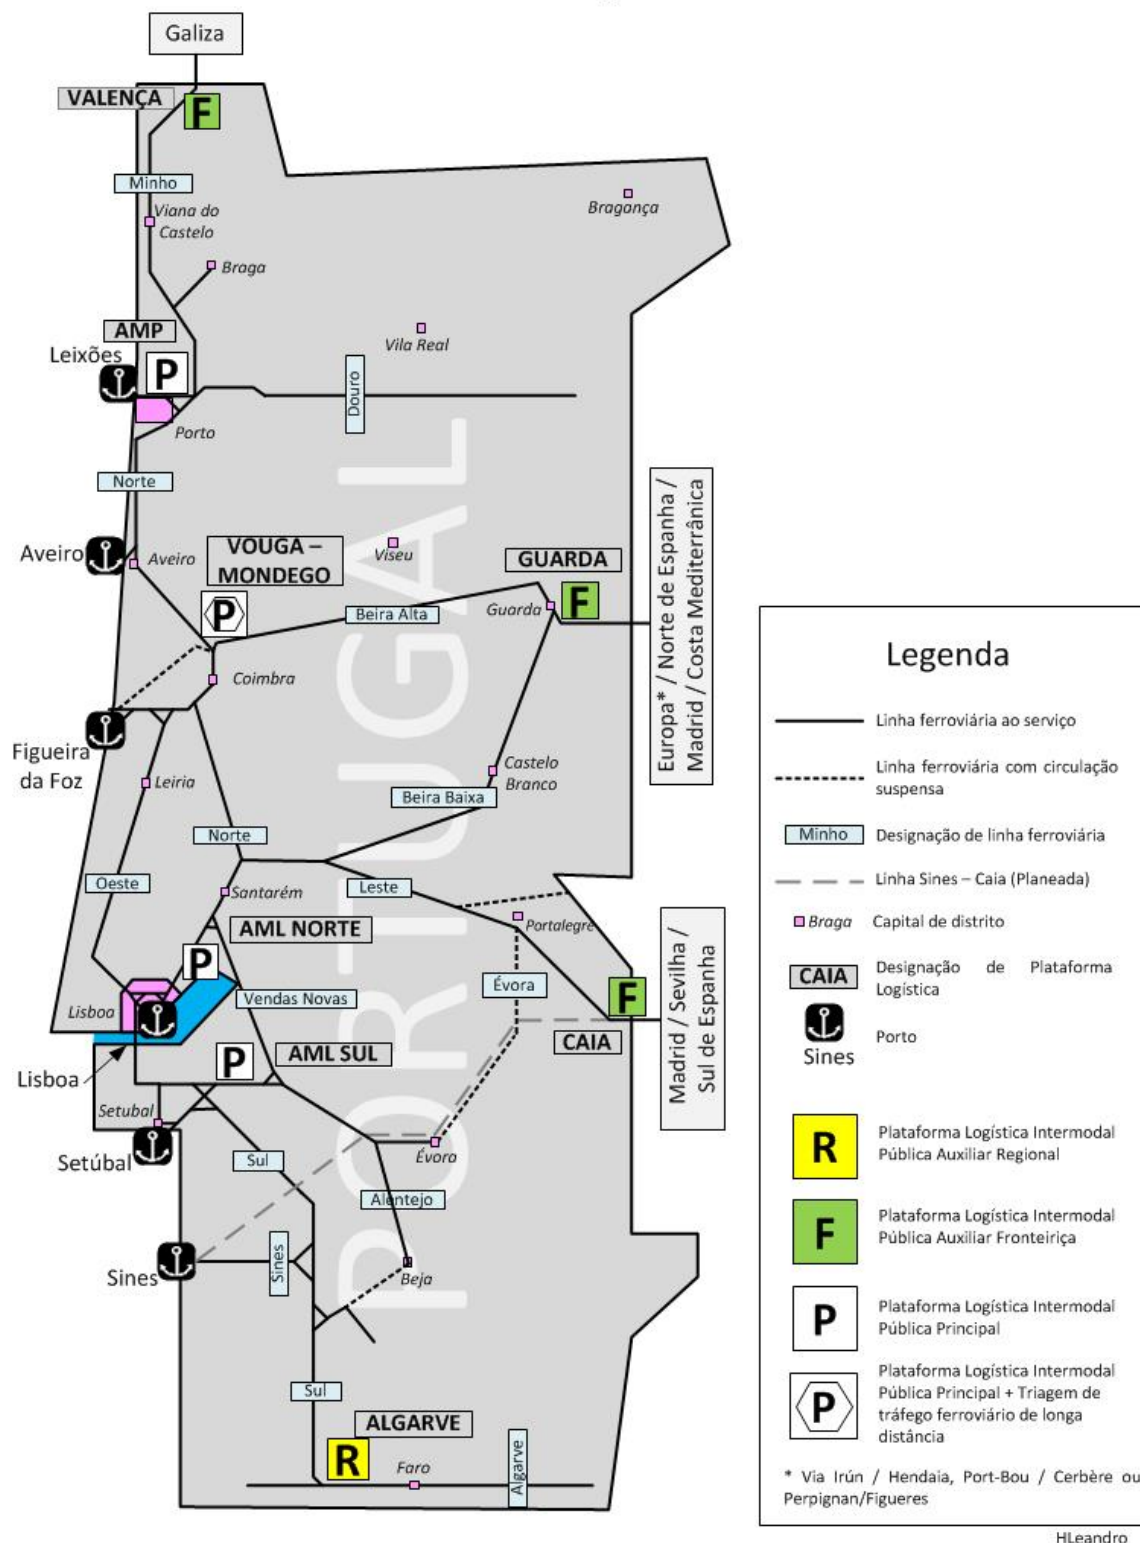 Galiza
VALENÇA
F
Minho
Viana do
Castelo
Bragança
Braga
AMP
Leixões
P
Vila Real
Douro
Porto
Norte
Aveiro
Aveiro
VOUGA –
MONDEGO
Viseu
GUARDA
P
Guarda
F
Beira Alta
Europa* / Norte de Espanha /
Madrid / Costa Mediterrânica
Coimbra
Figueira
da Foz
Leiria
Castelo
Branco
Beira Baixa
Norte
Oeste
Leste
Santarém
PORTUGAL
Portalegre
AML NORTE
P
Évora
Vendas Novas
Lisboa
F
CAIA
Madrid / Sevilha /
Sul de Espanha
AML SUL
P
Lisboa
Setubal
Setúbal
Sul
Évora
Alentejo
Sines
Sines
Beja
Sul
ALGARVE
R
Faro
Algarve
Legenda
Linha ferroviária ao serviço
Linha ferroviária com circulação
suspensa
Minho Designação de linha ferroviária
Linha Sines – Caia (Planeada)
Braga Capital de distrito
CAIA Designação de Plataforma
Logística
Porto
Sines
R Plataforma Logística Intermodal
Pública Auxiliar Regional
F Plataforma Logística Intermodal
Pública Auxiliar Fronteiriça
P Plataforma Logística Intermodal
Pública Principal
P Plataforma Logística Intermodal
Pública Principal + Triagem de
tráfego ferroviário de longa
distância
* Via Irún / Hendaia, Port-Bou / Cerbère ou
Perpignan/Figueres
HLeandro